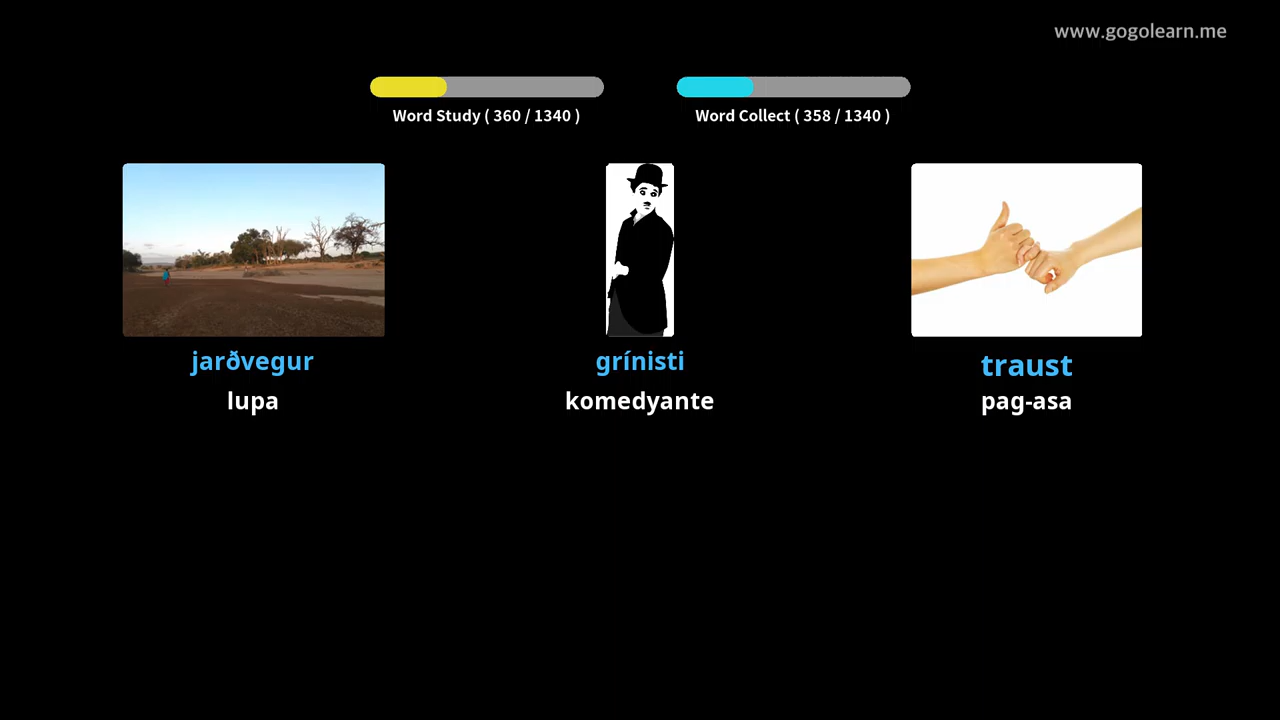 www.gogolearn.me
Word Study ( 360 / 1340 )
Word Collect ( 358 / 1340 )
jarðvegur
grínisti
traust
lupa
komedyante
pag-asa